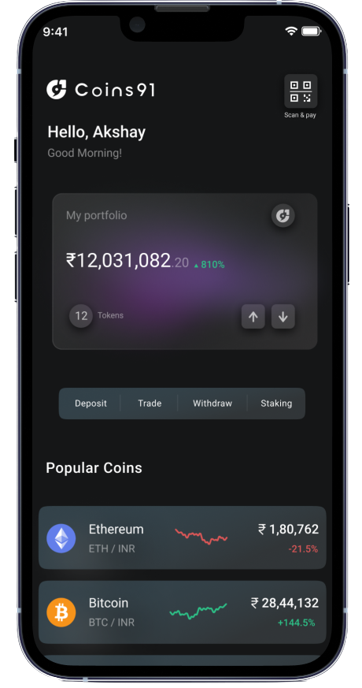 9:41
Coins91
Scan & pay
Hello, Akshay
Good Morning!
My portfolio
₹12,031,082.20 ▲ 810%
12 Tokens
Deposit Trade Withdraw Staking
Popular Coins
Ethereum ₹ 1,80,762
ETH / INR -21.5%
Bitcoin ₹ 28,44,132
BTC / INR +144.5%